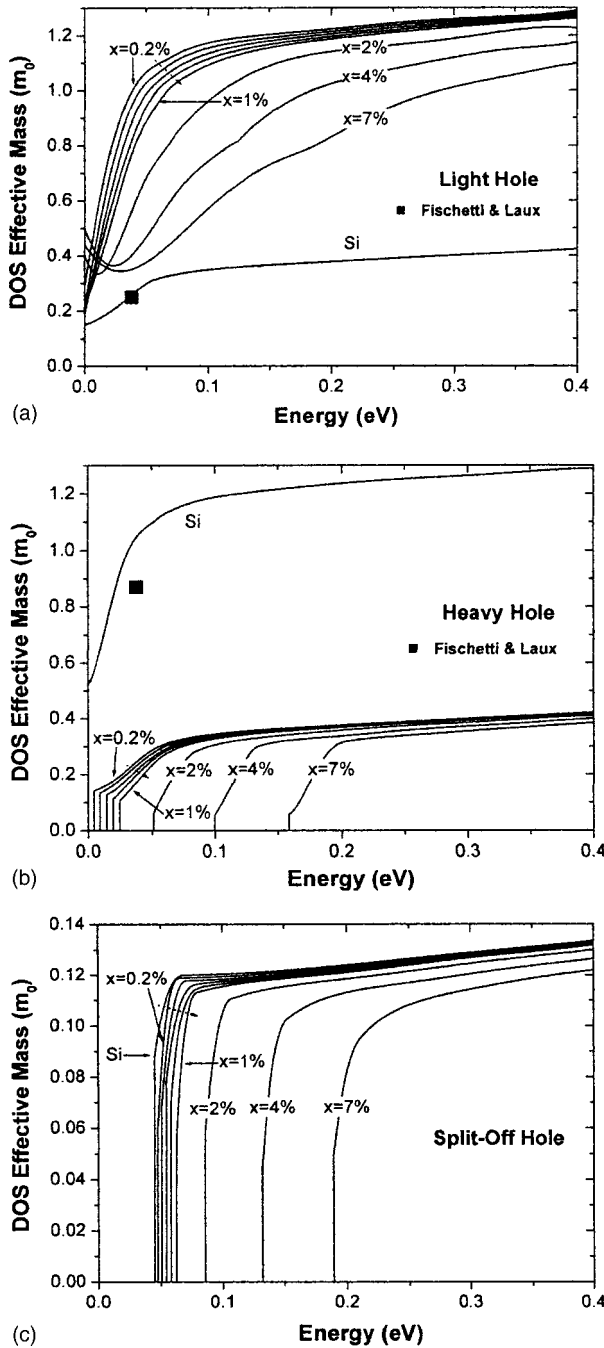 DOS Effective Mass (m0)
1.2
1.0
0.8
0.6
0.4
0.2
0.0
x=0.2%
x=1%
x=2%
x=4%
x=7%
Light Hole
■ Fischetti & Laux
Si
0.0 0.1 0.2 0.3 0.4
(a)
Energy (eV)
DOS Effective Mass (m0)
1.2
1.0
0.8
0.6
0.4
0.2
0.0
Si
Heavy Hole
■ Fischetti & Laux
x=0.2%
x=1%
x=2%
x=4%
x=7%
0.0 0.1 0.2 0.3 0.4
(b)
Energy (eV)
DOS Effective Mass (m0)
0.14
0.12
0.10
0.08
0.06
0.04
0.02
0.00
x=0.2%
Si
x=1%
x=2%
x=4%
x=7%
Split-Off Hole
0.0 0.1 0.2 0.3 0.4
(c)
Energy (eV)